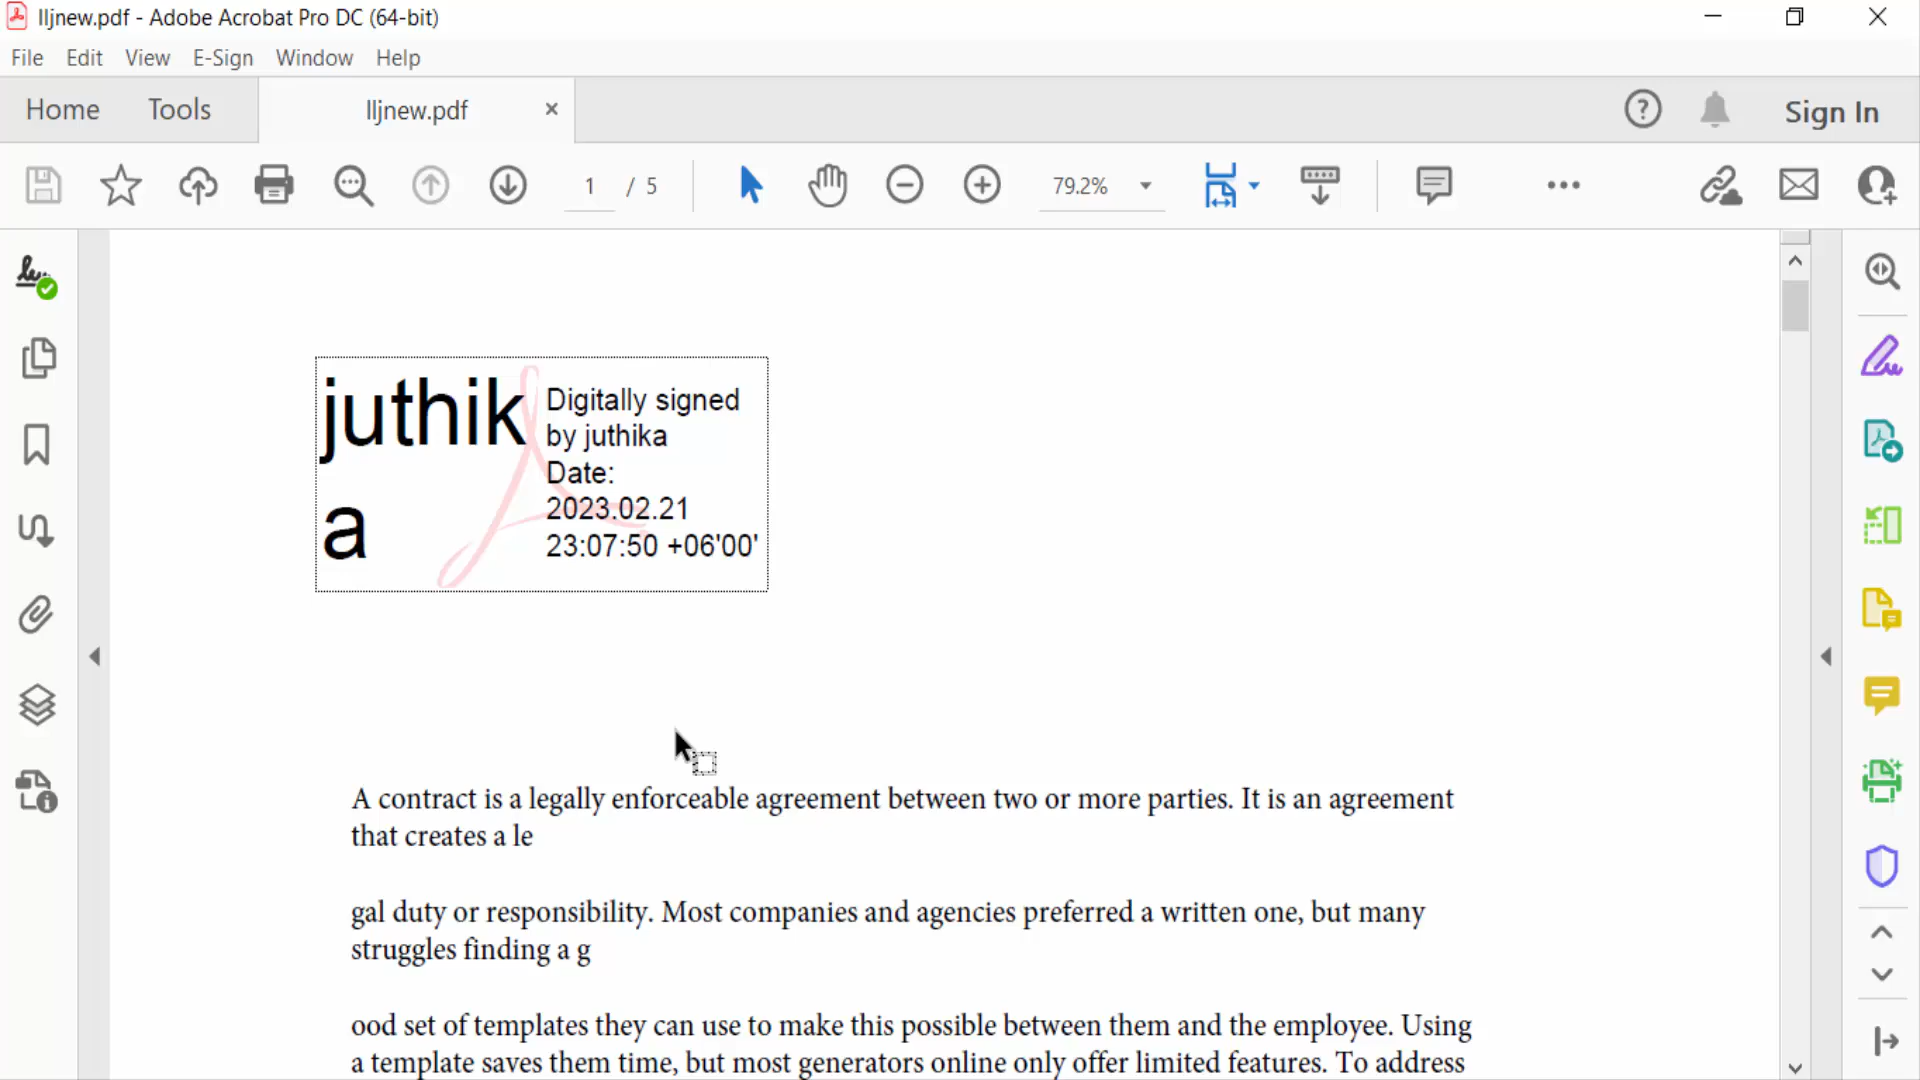 lljnew.pdf - Adobe Acrobat Pro DC (64-bit)
File Edit View E-Sign Window Help
Home Tools lljnew.pdf × Sign In
1 / 5 79.2%
juthik
a
Digitally signed
by juthika
Date:
2023.02.21
23:07:50 +06'00'
A contract is a legally enforceable agreement between two or more parties. It is an agreement
that creates a le
gal duty or responsibility. Most companies and agencies preferred a written one, but many
struggles finding a g
ood set of templates they can use to make this possible between them and the employee. Using
a template saves them time, but most generators online only offer limited features. To address